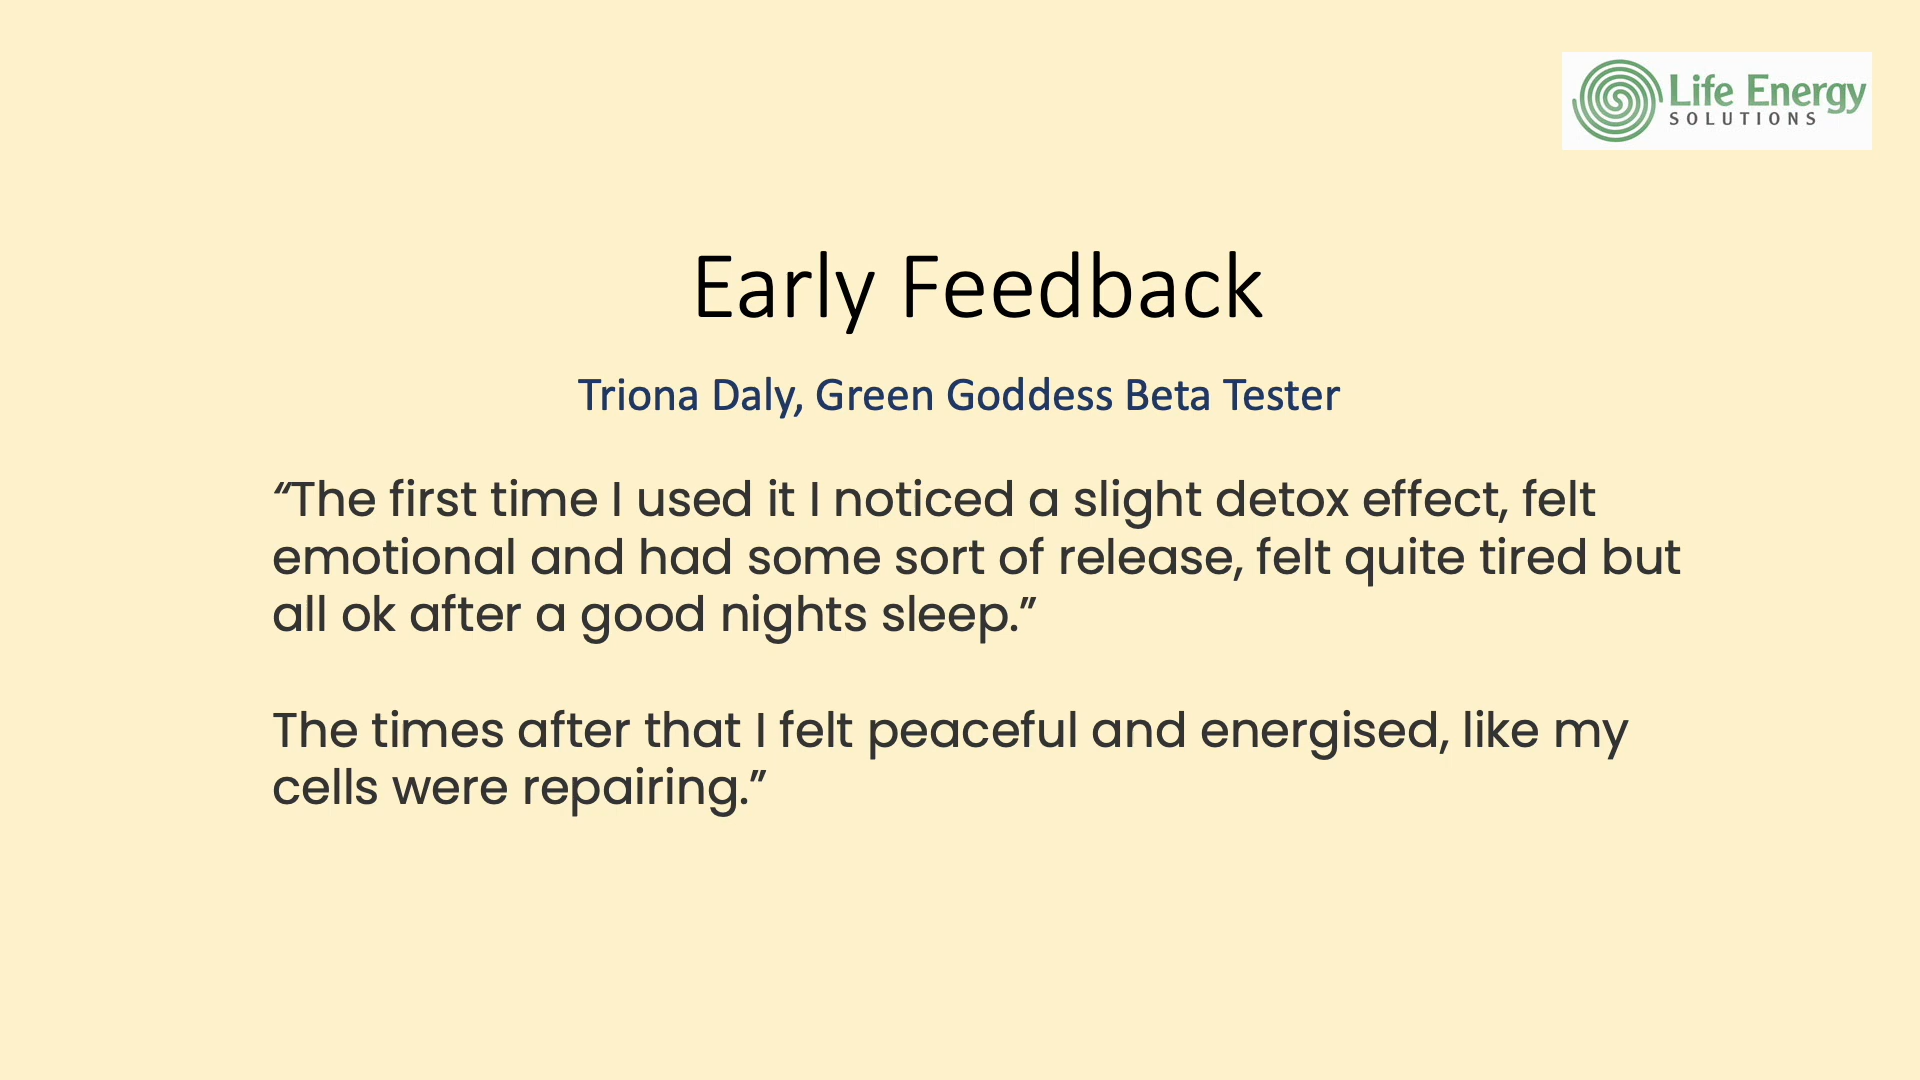 Life Energy
SOLUTIONS
Early Feedback
Triona Daly, Green Goddess Beta Tester
“The first time I used it I noticed a slight detox effect, felt
emotional and had some sort of release, felt quite tired but
all ok after a good nights sleep.”
The times after that I felt peaceful and energised, like my
cells were repairing.”